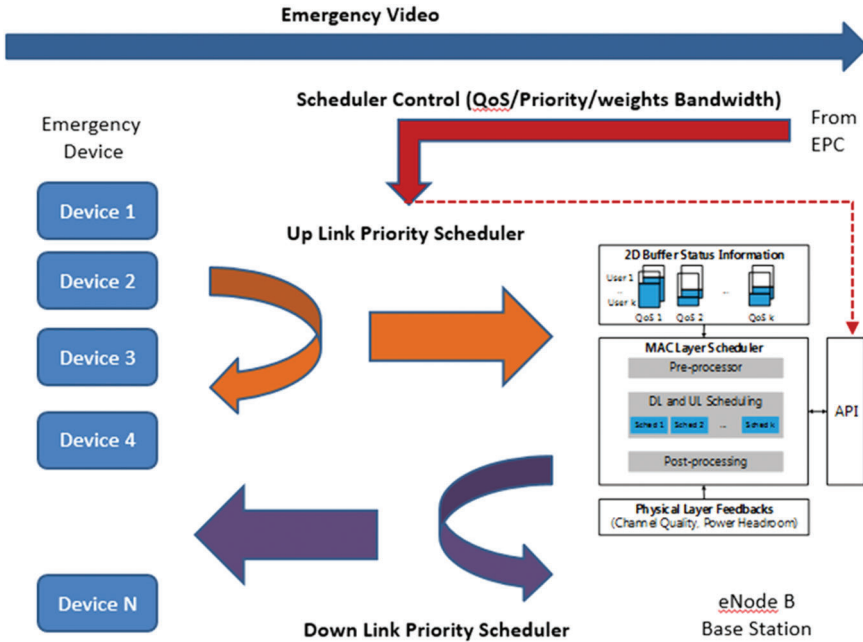 Emergency Video
Scheduler Control (QoS/Priority/weights Bandwidth)
From
EPC
Emergency
Device
Device 1
Device 2
Device 3
Device 4
Device N
Up Link Priority Scheduler
2D Buffer Status Information
User 1
...
User k
QoS 1
QoS 2
...
QoS k
MAC Layer Scheduler
Pre-processor
DL and UL Scheduling
Sched 1
Sched 2
...
Sched k
Post-processing
API
Physical Layer Feedbacks
(Channel Quality, Power Headroom)
eNode B
Base Station
Down Link Priority Scheduler